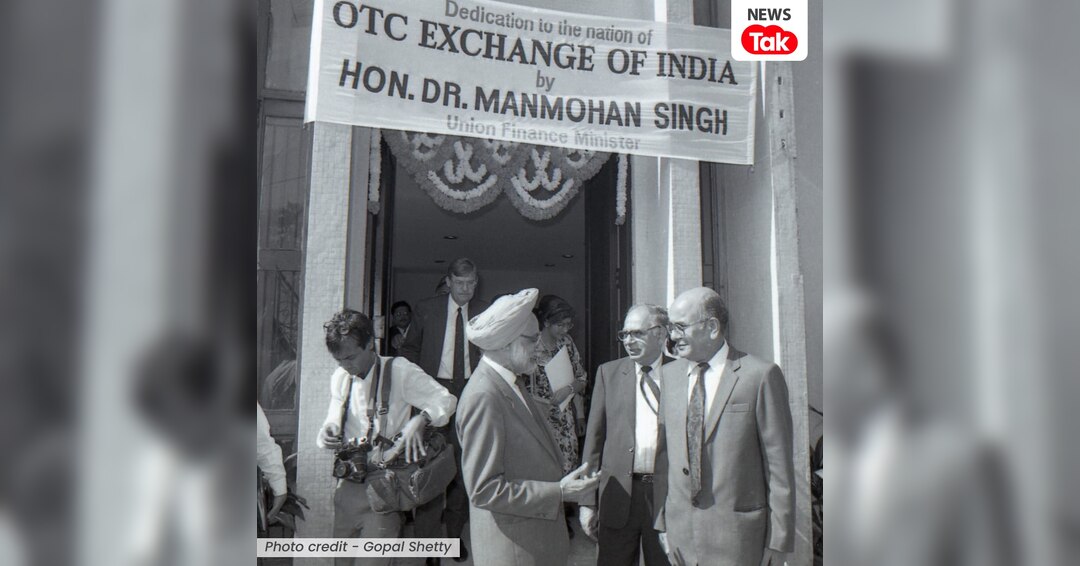 Dedication to the nation of
OTC EXCHANGE OF INDIA
by
HON. DR. MANMOHAN SINGH
Union Finance Minister
NEWS
Tak
Photo credit - Gopal Shetty